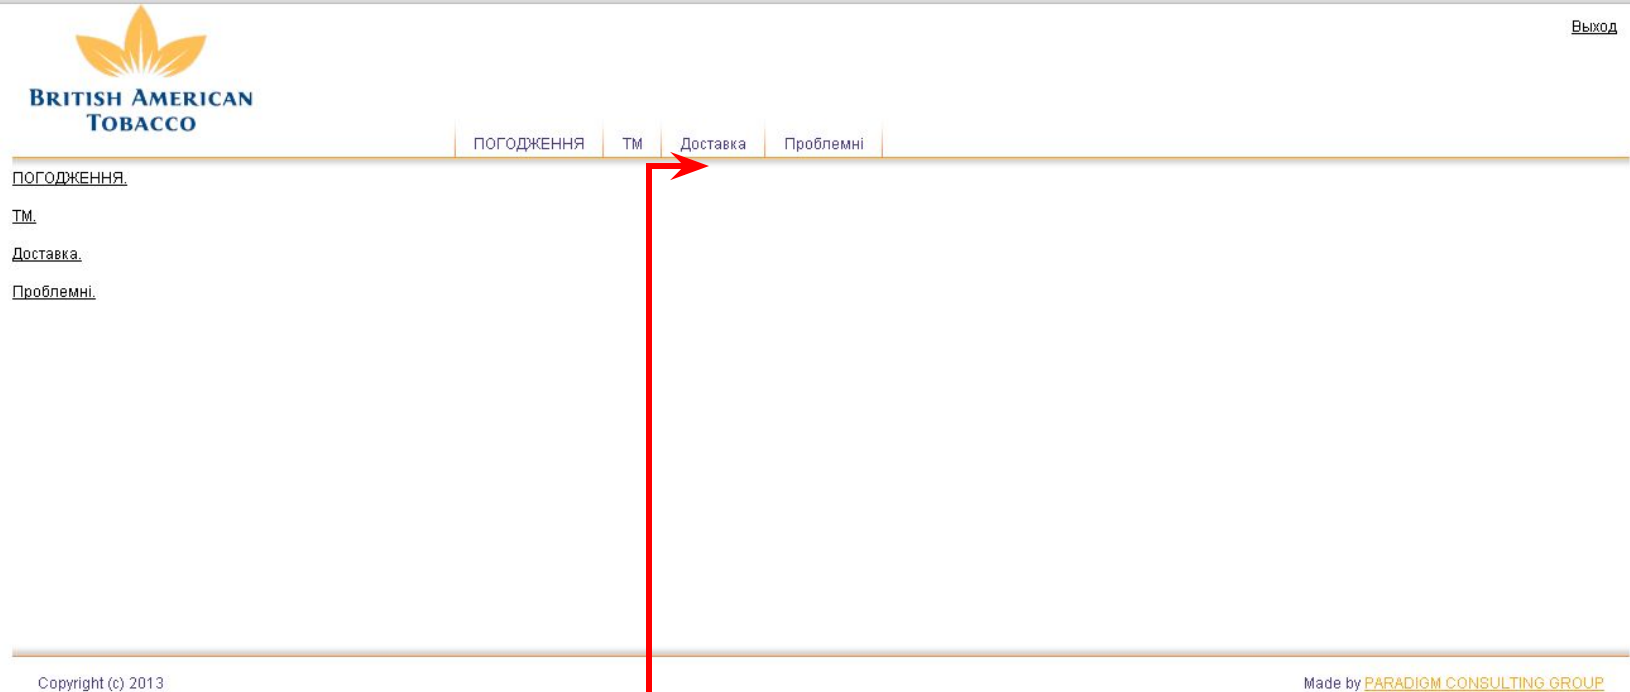 Выход
BRITISH AMERICAN
TOBACCO
ПОГОДЖЕННЯ ТМ Доставка Проблемні
ПОГОДЖЕННЯ.
ТМ.
Доставка.
Проблемні.
Copyright (c) 2013 Made by PARADIGM CONSULTING GROUP